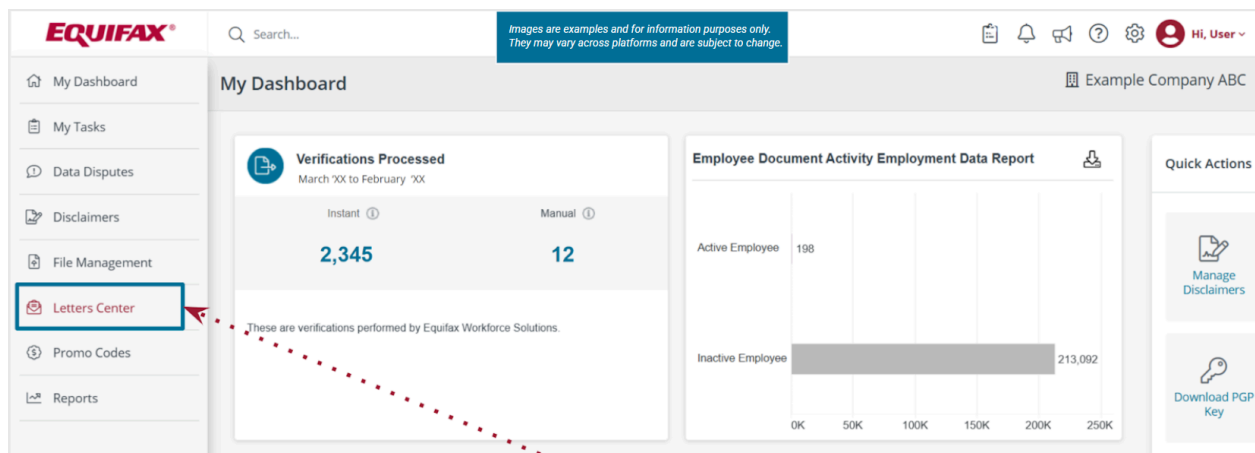 EQUIFAX®
Search...
Images are examples and for information purposes only.
They may vary across platforms and are subject to change.
Hi, User
My Dashboard
My Tasks
Data Disputes
Disclaimers
File Management
Letters Center
Promo Codes
Reports
My Dashboard
Example Company ABC
Verifications Processed
March 'XX to February 'XX
Instant
Manual
2,345
12
These are verifications performed by Equifax Workforce Solutions.
Employee Document Activity Employment Data Report
Active Employee
198
Inactive Employee
213,092
0K 50K 100K 150K 200K 250K
Quick Actions
Manage
Disclaimers
Download PGP
Key